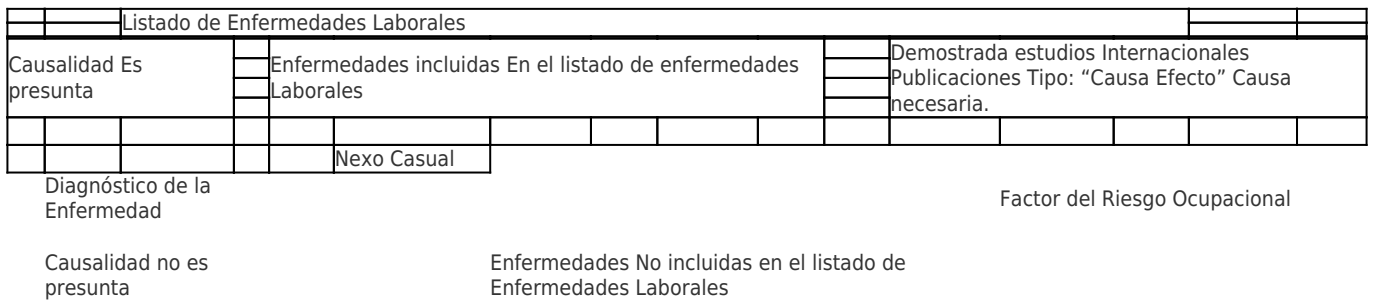 Listado de Enfermedades Laborales
Causalidad Es
presunta
Enfermedades incluidas En el listado de enfermedades
Laborales
Demostrada estudios Internacionales
Publicaciones Tipo: “Causa Efecto” Causa
necesaria.
Nexo Casual
Diagnóstico de la
Enfermedad
Factor del Riesgo Ocupacional
Causalidad no es
presunta
Enfermedades No incluidas en el listado de
Enfermedades Laborales